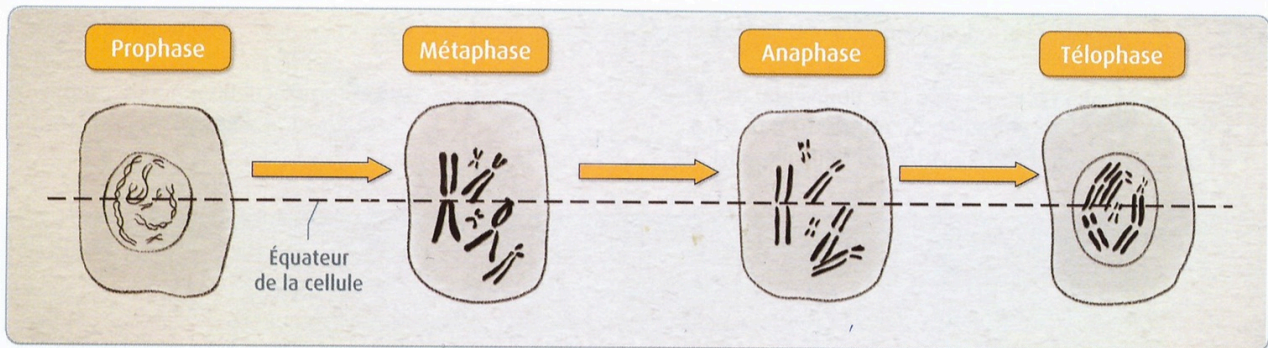 Prophase
Métaphase
Anaphase
Télophase
Équateur
de la cellule